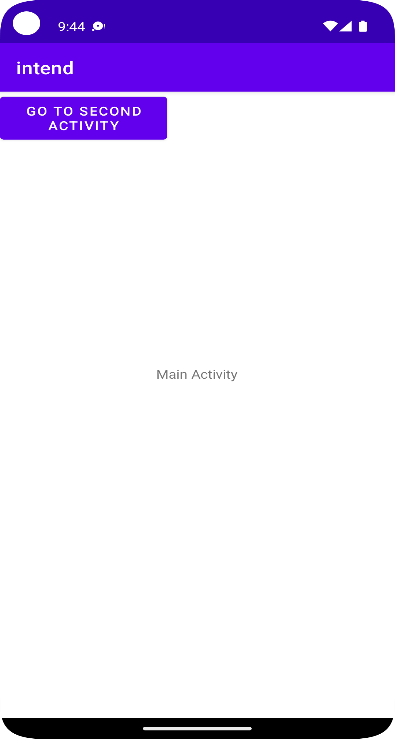 9:44
intend
GO TO SECOND
ACTIVITY
Main Activity